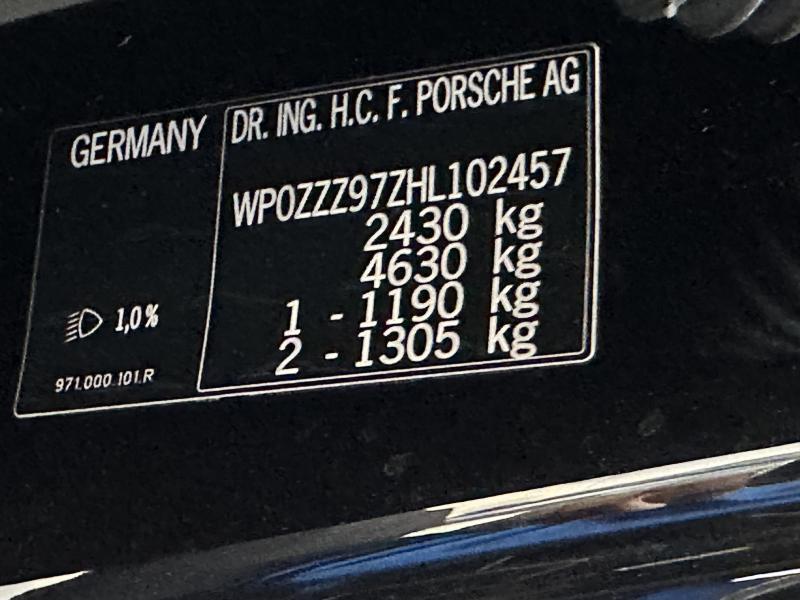 GERMANY
DR. ING. H.C. F. PORSCHE AG
WP0ZZZ97ZHL102457
2430 kg
4630 kg
1 - 1190 kg
2 - 1305 kg
1,0%
971.000.101.R